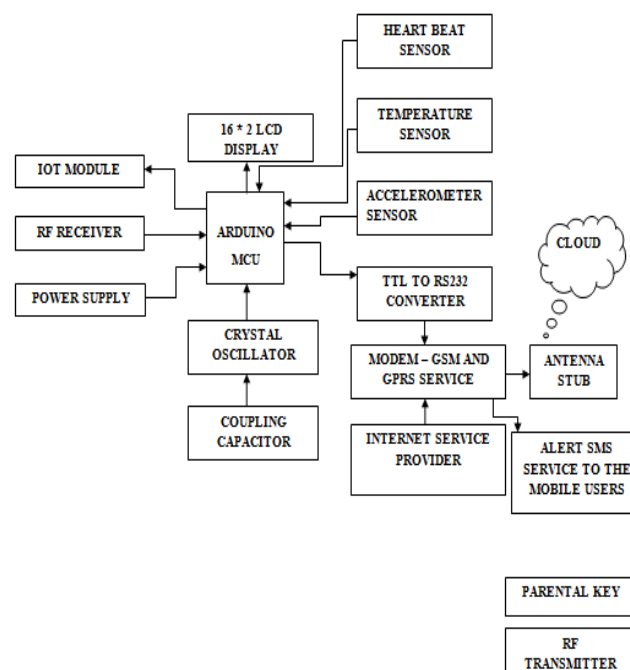 HEART BEAT
SENSOR
16 * 2 LCD
DISPLAY
TEMPERATURE
SENSOR
IOT MODULE
ACCELEROMETER
SENSOR
RF RECEIVER
ARDUINO
MCU
CLOUD
POWER SUPPLY
TTL TO RS232
CONVERTER
CRYSTAL
OSCILLATOR
MODEM – GSM AND
GPRS SERVICE
ANTENNA
STUB
COUPLING
CAPACITOR
INTERNET SERVICE
PROVIDER
ALERT SMS
SERVICE TO THE
MOBILE USERS
PARENTAL KEY
RF
TRANSMITTER